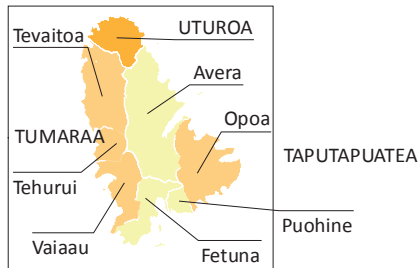 Tevaitoa
UTUROA
Avera
Opoa
TUMARAA
TAPUTAPUATEA
Tehurui
Puohine
Vaiaau
Fetuna